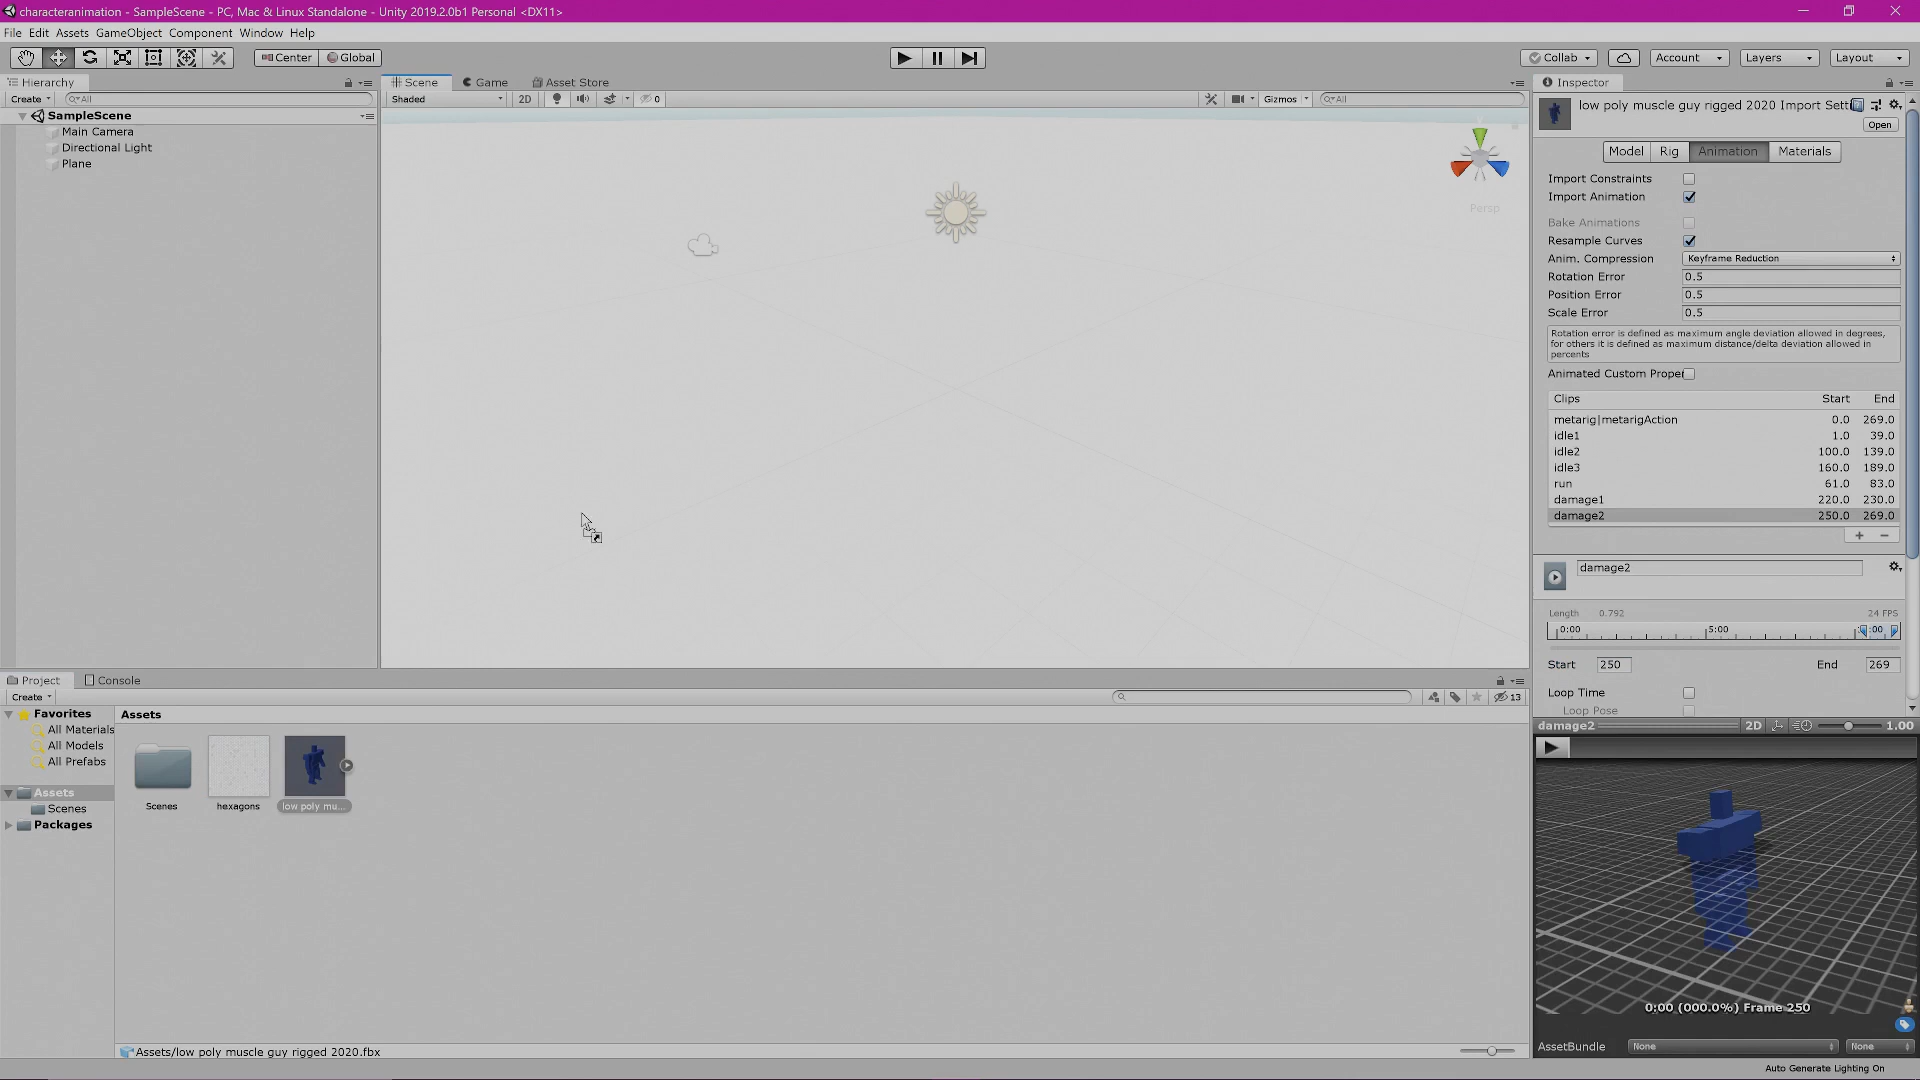 characteranimation - SampleScene - PC, Mac & Linux Standalone - Unity 2019.2.0b1 Personal <DX11>
File Edit Assets GameObject Component Window Help
Center Global
Collab Account Layers Layout
Hierarchy
Create All
SampleScene
Main Camera
Directional Light
Plane
Scene Game Asset Store
Shaded 2D 0 Gizmos All
Persp
Inspector
low poly muscle guy rigged 2020 Import Sett
Open
Model Rig Animation Materials
Import Constraints
Import Animation
Bake Animations
Resample Curves
Anim. Compression Keyframe Reduction
Rotation Error 0.5
Position Error 0.5
Scale Error 0.5
Rotation error is defined as maximum angle deviation allowed in degrees,
for others it is defined as maximum distance/delta deviation allowed in
percents
Animated Custom Proper
Clips Start End
metarig|metarigAction 0.0 269.0
idle1 1.0 39.0
idle2 100.0 139.0
idle3 160.0 189.0
run 61.0 83.0
damage1 220.0 230.0
damage2 250.0 269.0
+ −
damage2
Length 0.792 24 FPS
0:00 5:00 :00
Start 250 End 269
Loop Time
Loop Pose
damage2 2D 1.00
0:00 (000.0%) Frame 250
AssetBundle None None
Auto Generate Lighting On
Project Console
Create 13
Favorites
All Materials
All Models
All Prefabs
Assets
Scenes
Packages
Assets
Scenes hexagons low poly mu...
Assets/low poly muscle guy rigged 2020.fbx